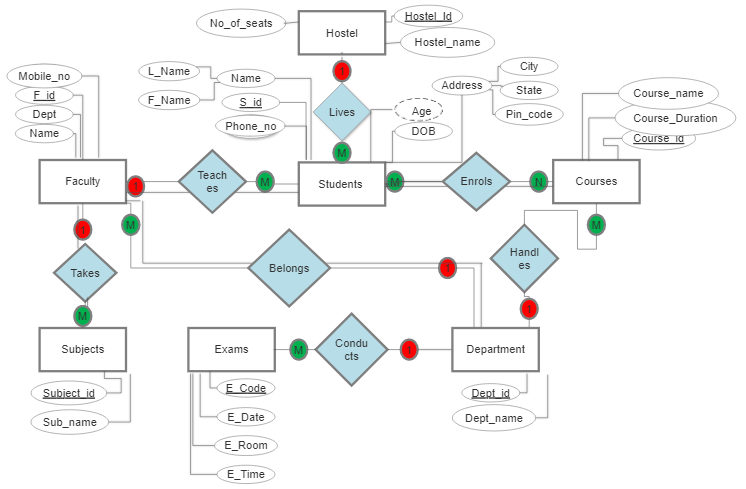 No_of_seats
Hostel
Hostel_Id
Hostel_name
1
Mobile_no
F_id
Dept
Name
L_Name
F_Name
Name
S_id
Phone_no
Lives
M
Age
DOB
Address
City
State
Pin_code
Course_name
Course_Duration
Course_id
Faculty
1
Teach
es
M
Students
M
Enrols
N
Courses
1
M
M
Takes
Belongs
1
Handl
es
M
1
Subjects
Exams
M
Condu
cts
1
Department
Subject_id
Sub_name
E_Code
E_Date
E_Room
E_Time
Dept_id
Dept_name